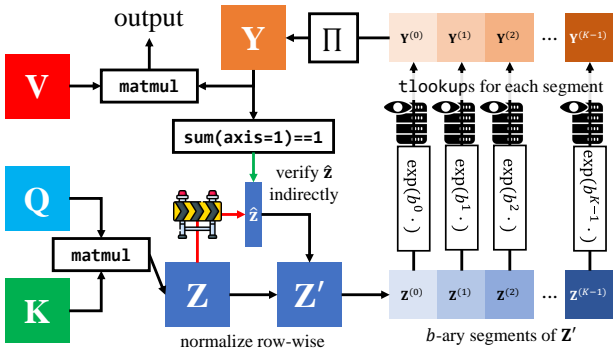 output
Y
∏
Y⁽⁰⁾ Y⁽¹⁾ Y⁽²⁾ ... Y⁽ᴷ⁻¹⁾
V
matmul
tlookups for each segment
sum(axis=1)==1
verify ẑ
indirectly
exp(b⁰ ·) exp(b¹ ·) exp(b² ·) exp(bᴷ⁻¹ ·)
Q
ẑ
matmul
K
Z
Z′
Z⁽⁰⁾ Z⁽¹⁾ Z⁽²⁾ ... Z⁽ᴷ⁻¹⁾
normalize row-wise
b-ary segments of Z′